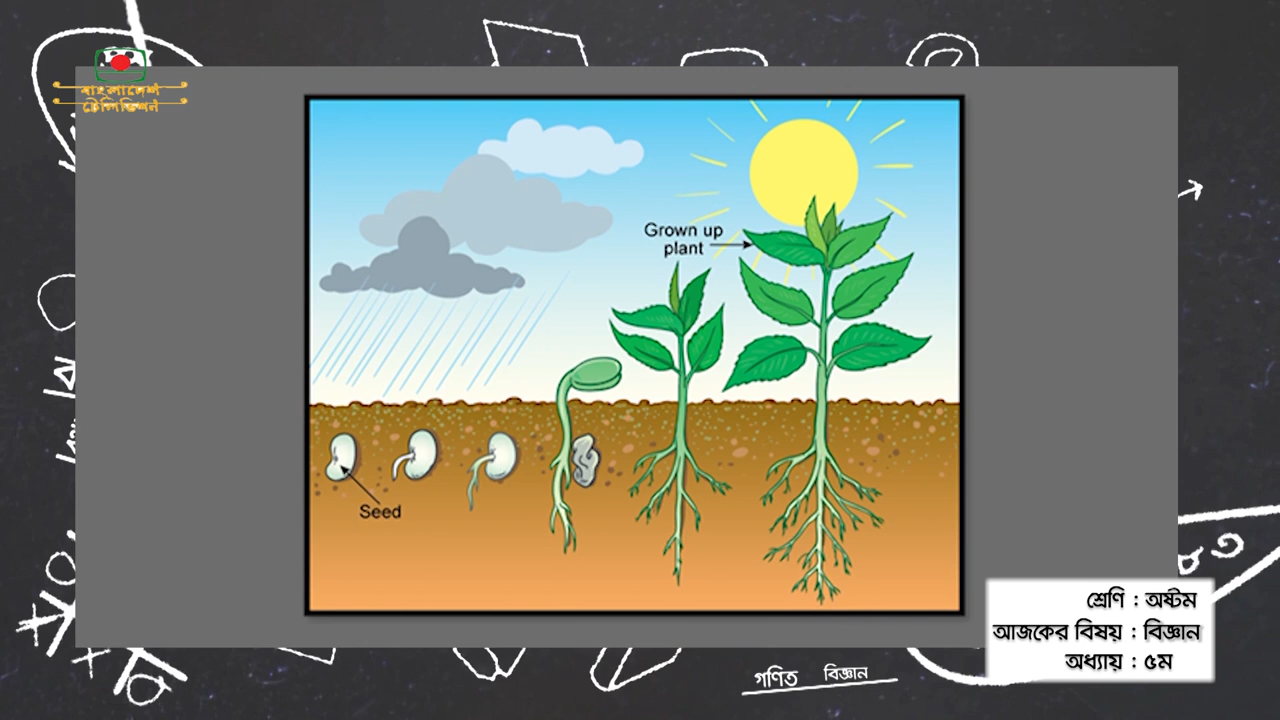 বাংলাদেশ
টেলিভিশন
Grown up
plant
Seed
শ্রেণি : অষ্টম
আজকের বিষয় : বিজ্ঞান
অধ্যায় : ৫ম
গণিত বিজ্ঞান